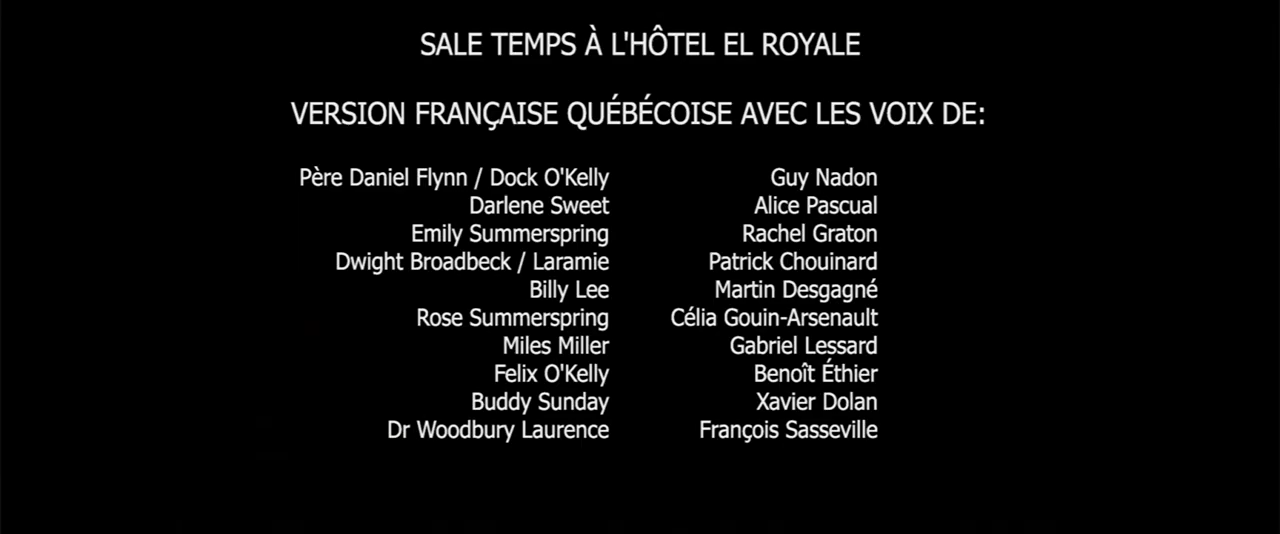 SALE TEMPS À L'HÔTEL EL ROYALE
VERSION FRANÇAISE QUÉBÉCOISE AVEC LES VOIX DE:
Père Daniel Flynn / Dock O'Kelly Guy Nadon
Darlene Sweet Alice Pascual
Emily Summerspring Rachel Graton
Dwight Broadbeck / Laramie Patrick Chouinard
Billy Lee Martin Desgagné
Rose Summerspring Célia Gouin-Arsenault
Miles Miller Gabriel Lessard
Felix O'Kelly Benoît Éthier
Buddy Sunday Xavier Dolan
Dr Woodbury Laurence François Sasseville